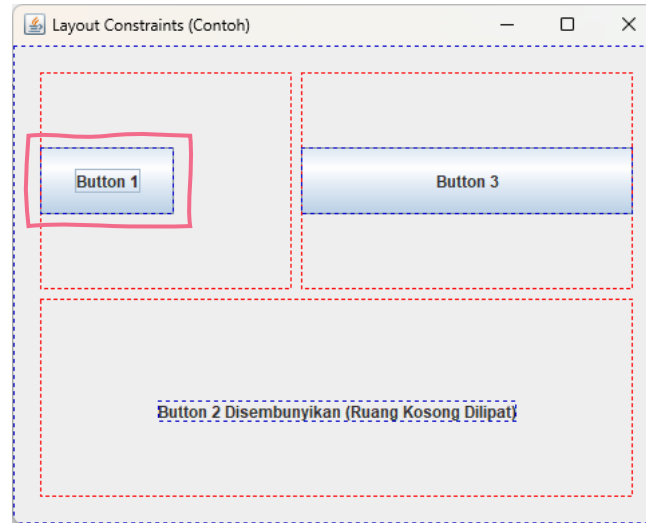 Layout Constraints (Contoh)
Button 1
Button 3
Button 2 Disembunyikan (Ruang Kosong Dilipat)